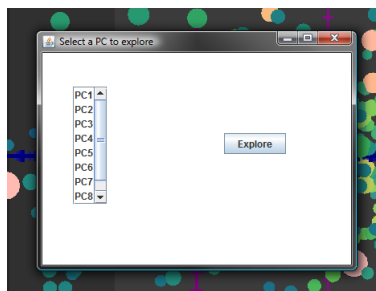 Select a PC to explore
PC1
PC2
PC3
PC4
PC5
PC6
PC7
PC8
Explore